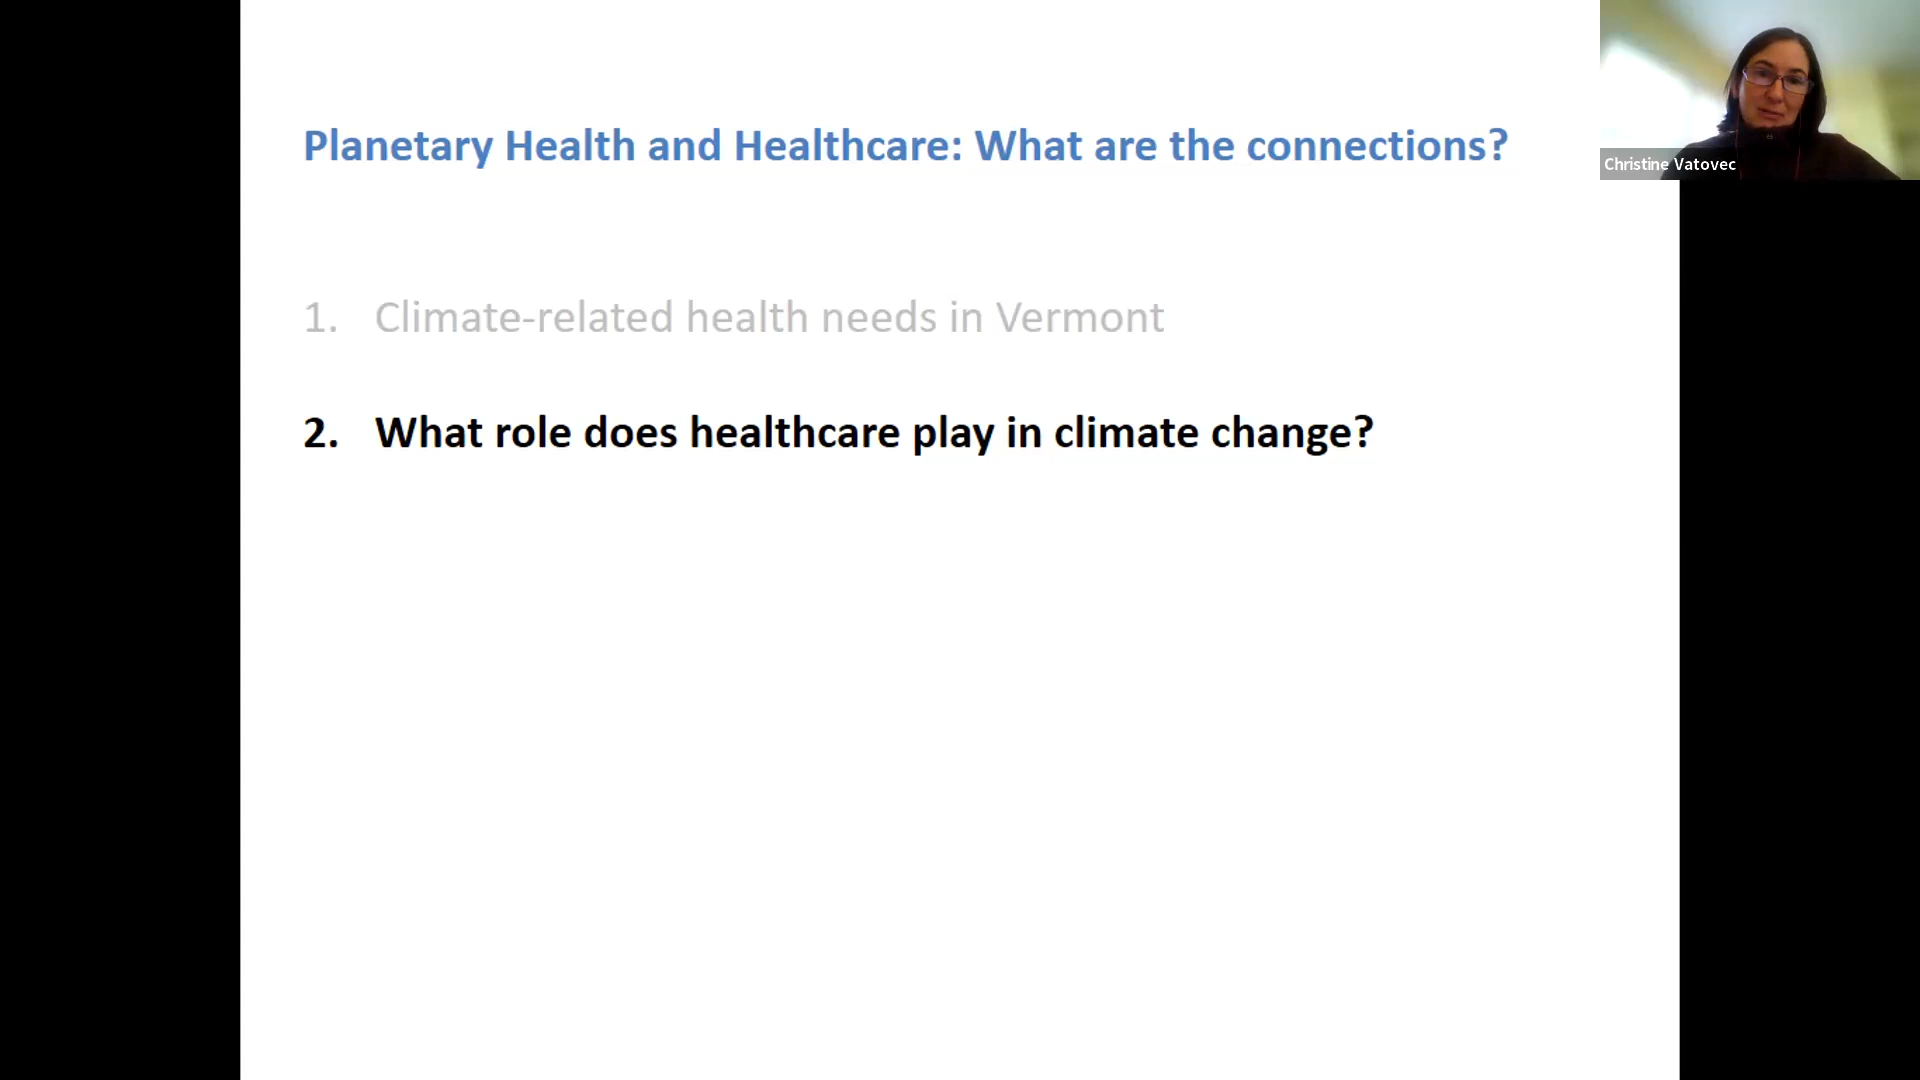 Planetary Health and Healthcare: What are the connections?
Christine Vatovec
1. Climate-related health needs in Vermont
2. What role does healthcare play in climate change?